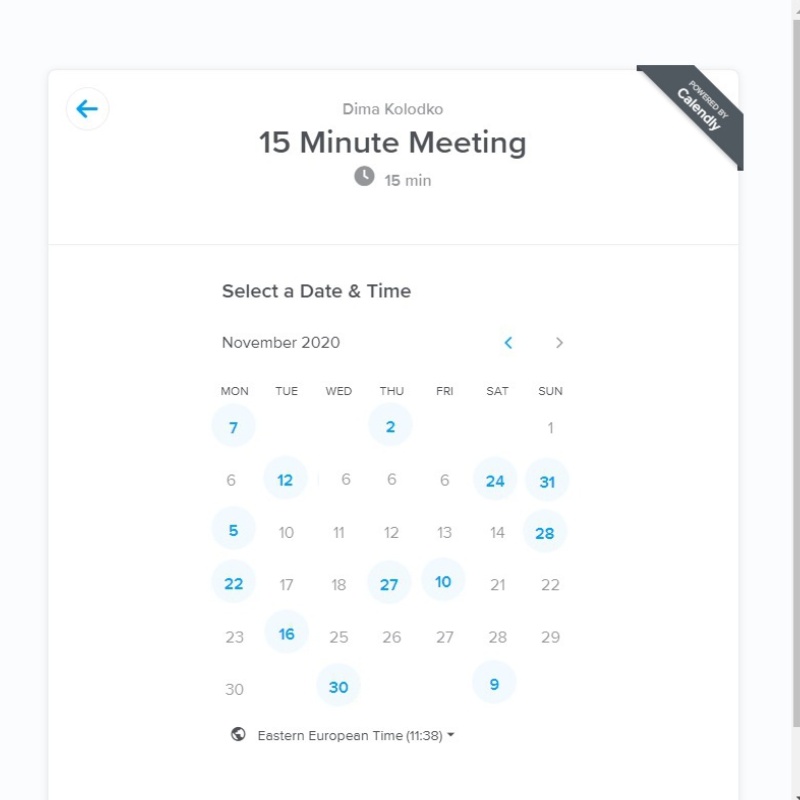 POWERED BY
Calendly
Dima Kolodko
15 Minute Meeting
15 min
Select a Date & Time
November 2020
MON TUE WED THU FRI SAT SUN
7 2 1
6 12 6 6 6 24 31
5 10 11 12 13 14 28
22 17 18 27 10 21 22
23 16 25 26 27 28 29
30 30 9
Eastern European Time (11:38)